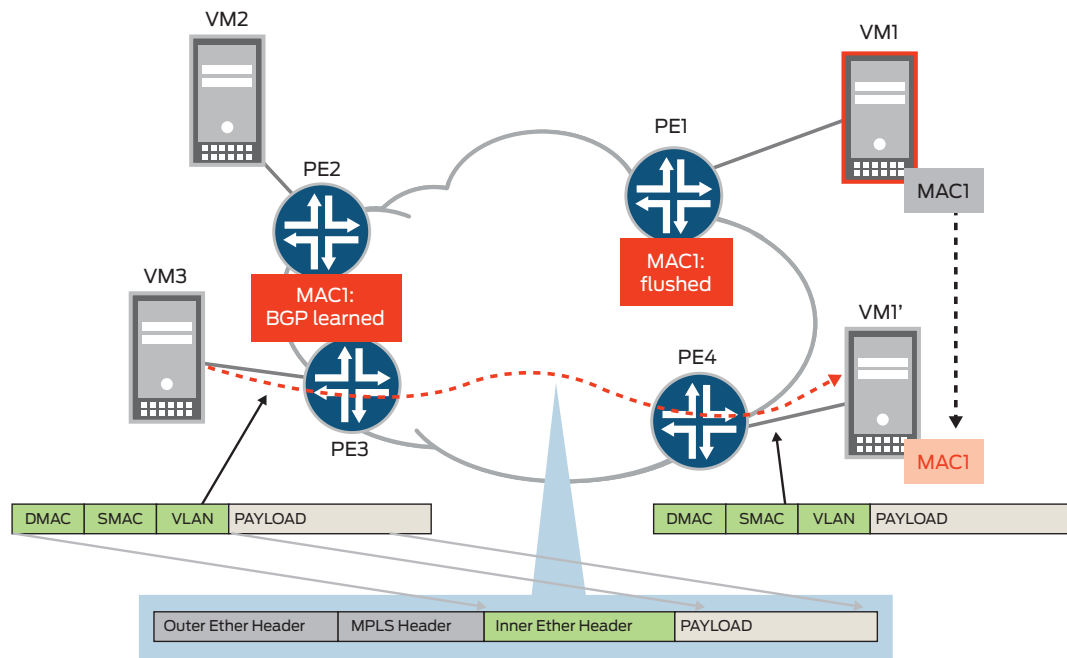 VM2
VM1
PE1
PE2
MAC1
MAC1:
flushed
VM3
MAC1:
BGP learned
VM1’
PE4
PE3
MAC1
DMAC SMAC VLAN PAYLOAD
DMAC SMAC VLAN PAYLOAD
Outer Ether Header MPLS Header Inner Ether Header PAYLOAD